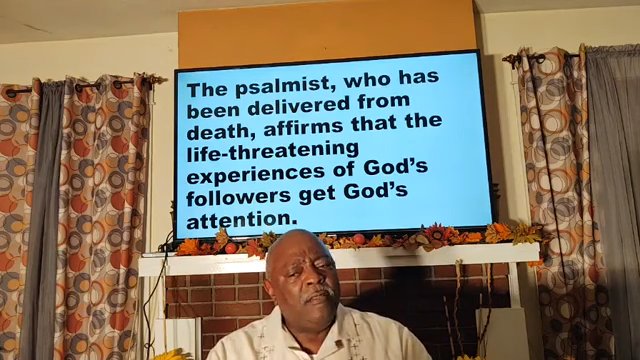 The psalmist, who has
been delivered from
death, affirms that the
life-threatening
experiences of God's
followers get God's
attention.